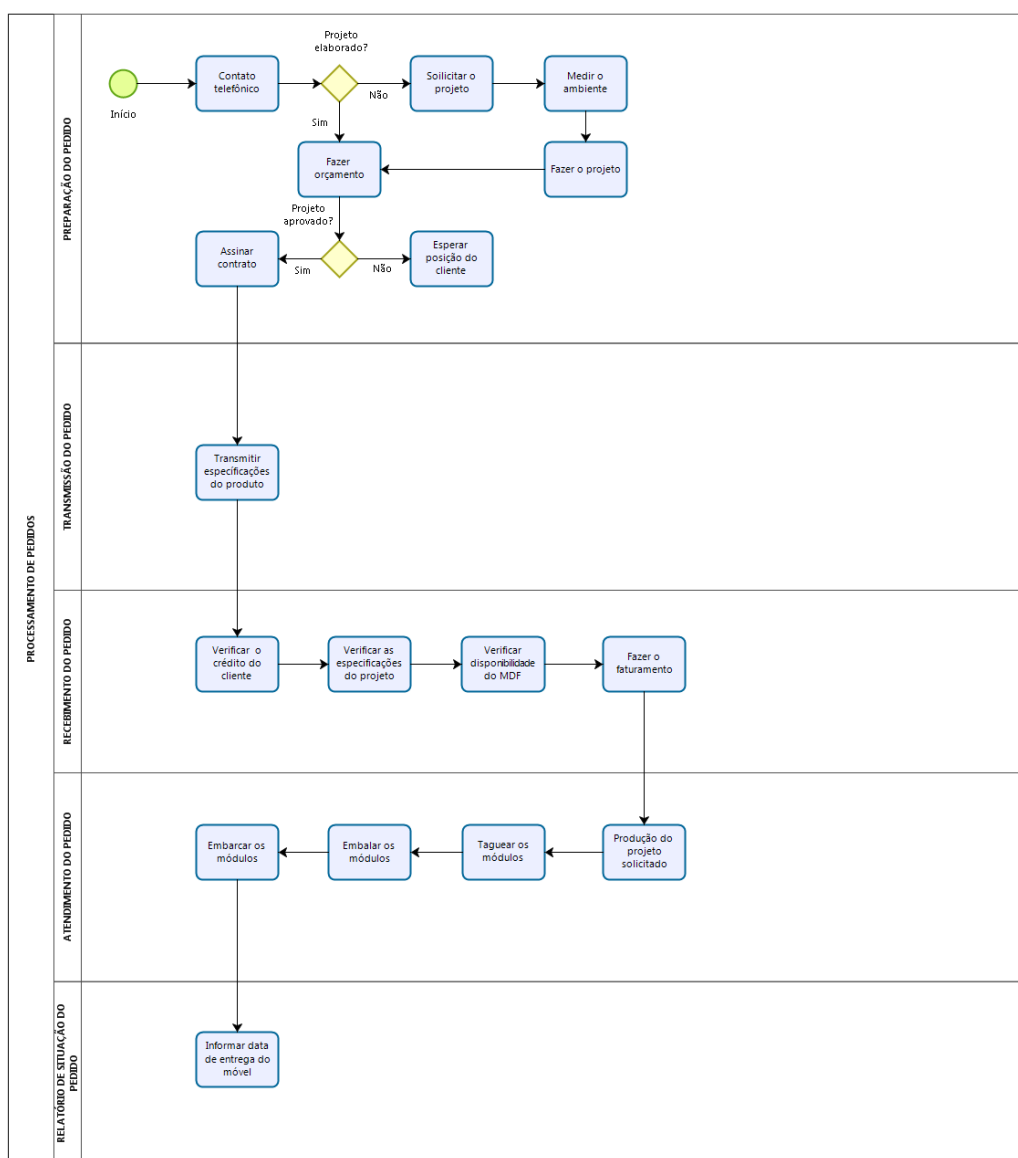 PROCESSAMENTO DE PEDIDOS
PREPARAÇÃO DO PEDIDO
Início
Contato
telefônico
Projeto
elaborado?
Não
Sim
Soilicitar o
projeto
Medir o
ambiente
Fazer o projeto
Fazer
orçamento
Projeto
aprovado?
Sim
Não
Assinar
contrato
Esperar
posição do
cliente
TRANSMISSÃO DO PEDIDO
Transmitir
específicações
do produto
RECEBIMENTO DO PEDIDO
Verificar o
crédito do
cliente
Verificar as
específicações
do projeto
Verificar
disponibilidade
do MDF
Fazer o
faturamento
ATENDIMENTO DO PEDIDO
Embarcar os
módulos
Embalar os
módulos
Taguear os
módulos
Produção do
projeto
solicitado
RELATÓRIO DE SITUAÇÃO DO
PEDIDO
Informar data
de entrega do
móvel